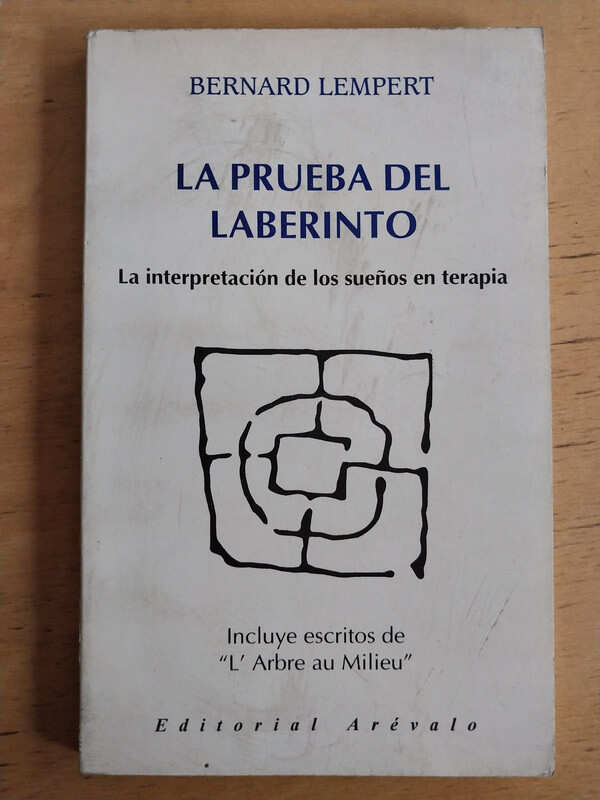 BERNARD LEMPERT
LA PRUEBA DEL
LABERINTO
La interpretación de los sueños en terapia
Incluye escritos de
“L’ Arbre au Milieu”
Editorial Arévalo